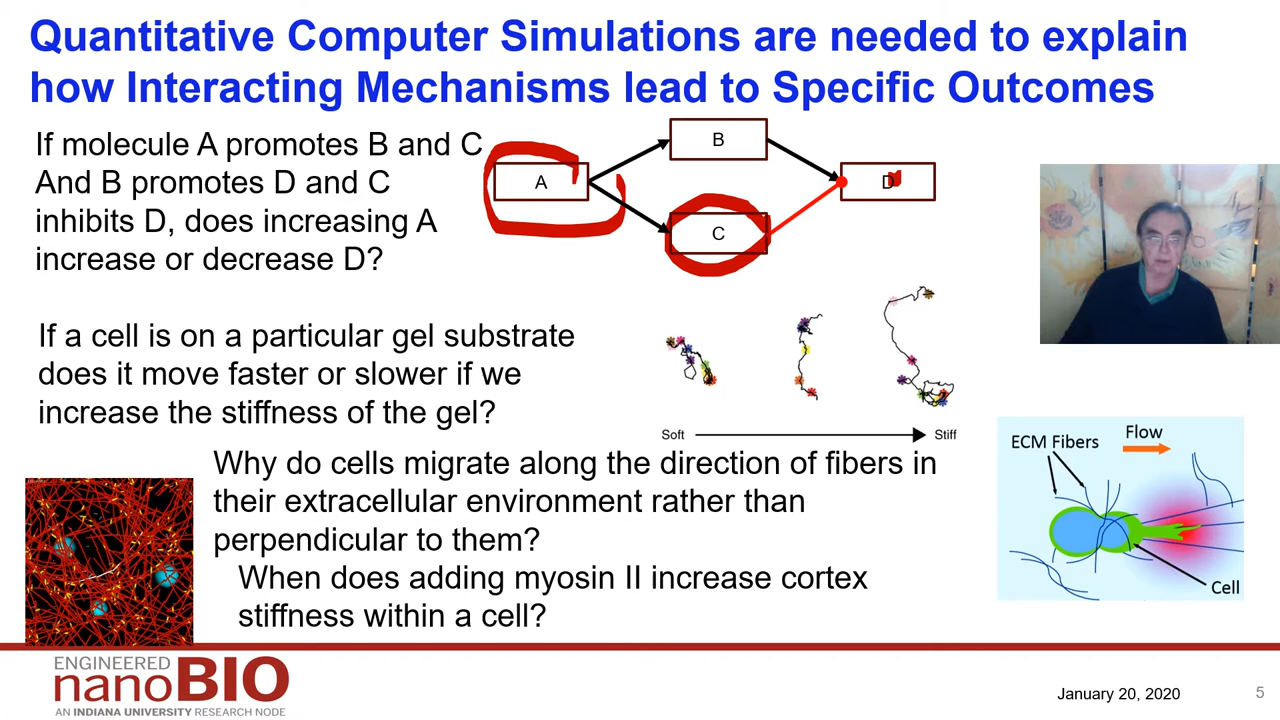 Quantitative Computer Simulations are needed to explain
how Interacting Mechanisms lead to Specific Outcomes
If molecule A promotes B and C
And B promotes D and C
inhibits D, does increasing A
increase or decrease D?
A
B
C
D
If a cell is on a particular gel substrate
does it move faster or slower if we
increase the stiffness of the gel?
Soft
Stiff
Why do cells migrate along the direction of fibers in
their extracellular environment rather than
perpendicular to them?
When does adding myosin II increase cortex
stiffness within a cell?
ECM Fibers
Flow
Cell
ENGINEERED
nanoBIO
AN INDIANA UNIVERSITY RESEARCH NODE
January 20, 2020
5